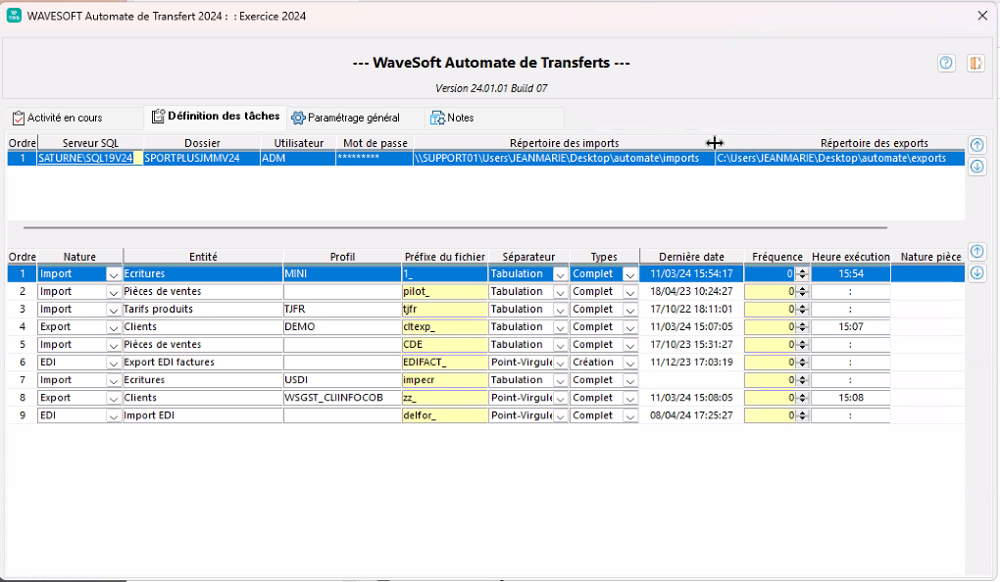 WAVESOFT Automate de Transfert 2024 : : Exercice 2024
--- WaveSoft Automate de Transferts ---
Version 24.01.01 Build 07
Activité en cours Définition des tâches Paramétrage général Notes
Ordre Serveur SQL Dossier Utilisateur Mot de passe Répertoire des imports Répertoire des exports
1 SATURNE\SQL19V24 SPORTPLUSJMMV24 ADM ********* \\SUPPORT01\Users\JEANMARIE\Desktop\automate\imports C:\Users\JEANMARIE\Desktop\automate\exports
Ordre Nature Entité Profil Préfixe du fichier Séparateur Types Dernière date Fréquence Heure exécution Nature pièce
1 Import Ecritures MINI 1_ Tabulation Complet 11/03/24 15:54:17 0 15:54
2 Import Pièces de ventes pilot_ Tabulation Complet 18/04/23 10:24:27 0 :
3 Import Tarifs produits TJFR tjfr Tabulation Complet 17/10/22 18:11:01 0 :
4 Export Clients DEMO cltexp_ Tabulation Complet 11/03/24 15:07:05 0 15:07
5 Import Pièces de ventes CDE Tabulation Complet 17/10/23 15:31:27 0 :
6 EDI Export EDI factures EDIFACT_ Point-Virgule Création 11/12/23 17:03:19 0 :
7 Import Ecritures USDI impecr Tabulation Complet 0 :
8 Export Clients WSGST_CLIINFOCOB zz_ Point-Virgule Complet 11/03/24 15:08:05 0 15:08
9 EDI Import EDI delfor_ Point-Virgule Complet 08/04/24 17:25:27 0 :